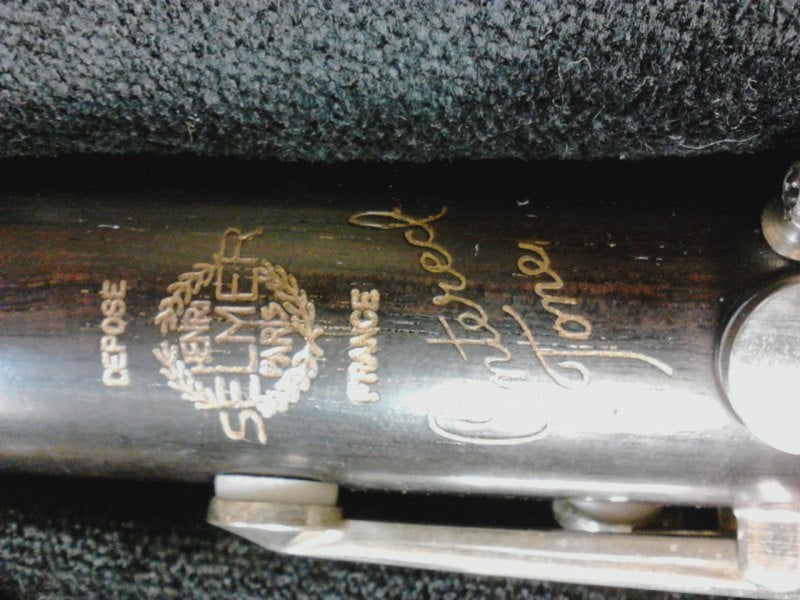 DEPOSE
HENRI
SELMER
PARIS
FRANCE
Centered
Tone